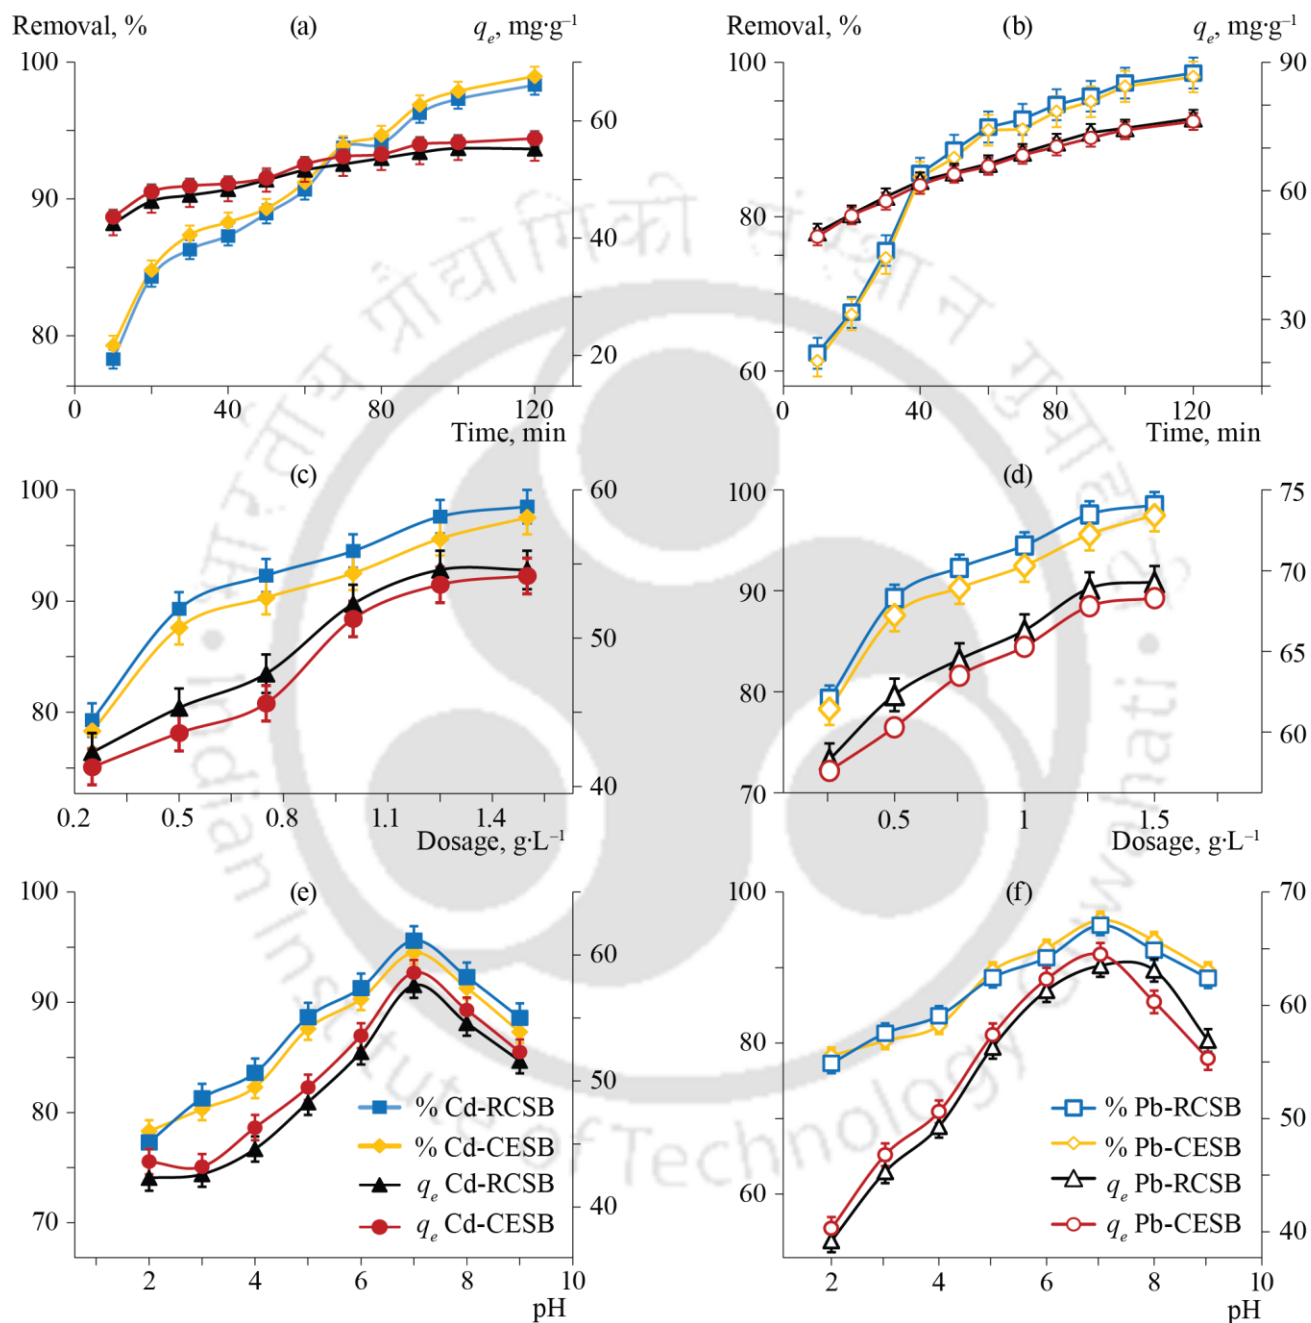 Removal, % (a) qe, mg·g–1
100
90
80
60
40
20
0 40 80 120
Time, min
Removal, % (b) qe, mg·g–1
100
80
60
90
60
30
0 40 80 120
Time, min
(c)
100
90
80
60
50
40
0.2 0.5 0.8 1.1 1.4
Dosage, g·L–1
(d)
100
90
80
70
75
70
65
60
0.5 1 1.5
Dosage, g·L–1
(e)
100
90
80
70
60
50
40
% Cd-RCSB
% Cd-CESB
qe Cd-RCSB
qe Cd-CESB
2 4 6 8 10
pH
(f)
100
80
60
70
60
50
40
% Pb-RCSB
% Pb-CESB
qe Pb-RCSB
qe Pb-CESB
2 4 6 8 10
pH
Indian Institute of Technology Guwahati